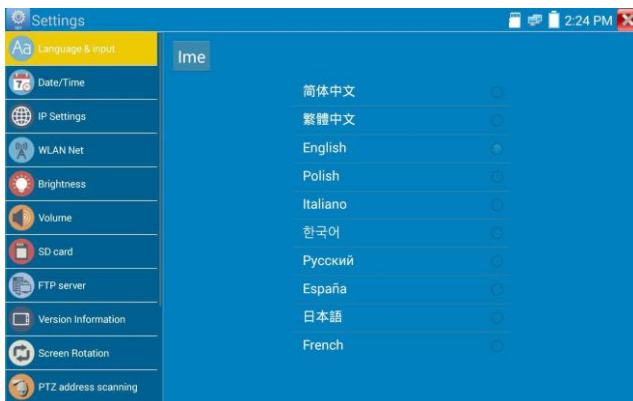 Settings
2:24 PM
Language & input
Date/Time
IP Settings
WLAN Net
Brightness
Volume
SD card
FTP server
Version Information
Screen Rotation
PTZ address scanning
Ime
简体中文
繁體中文
English
Polish
Italiano
한국어
Русский
España
日本語
French